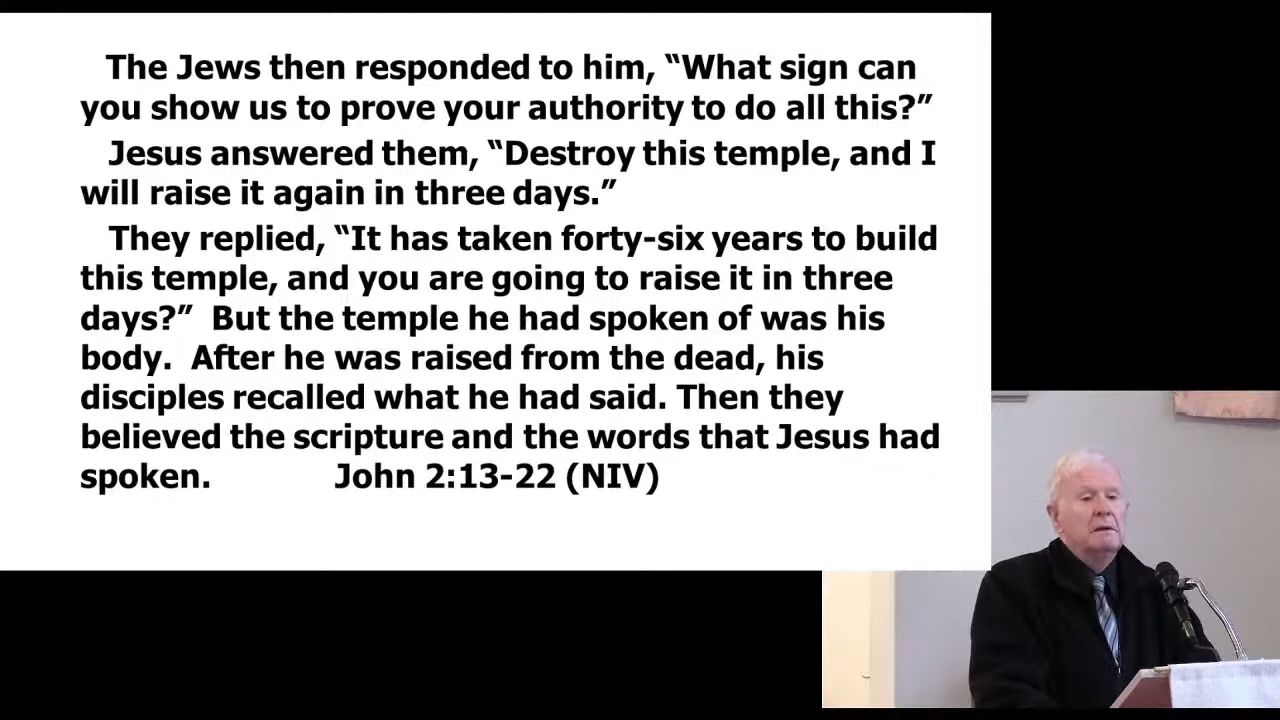 The Jews then responded to him, “What sign can
you show us to prove your authority to do all this?”
Jesus answered them, “Destroy this temple, and I
will raise it again in three days.”
They replied, “It has taken forty-six years to build
this temple, and you are going to raise it in three
days?”  But the temple he had spoken of was his
body.  After he was raised from the dead, his
disciples recalled what he had said. Then they
believed the scripture and the words that Jesus had
spoken. John 2:13-22 (NIV)